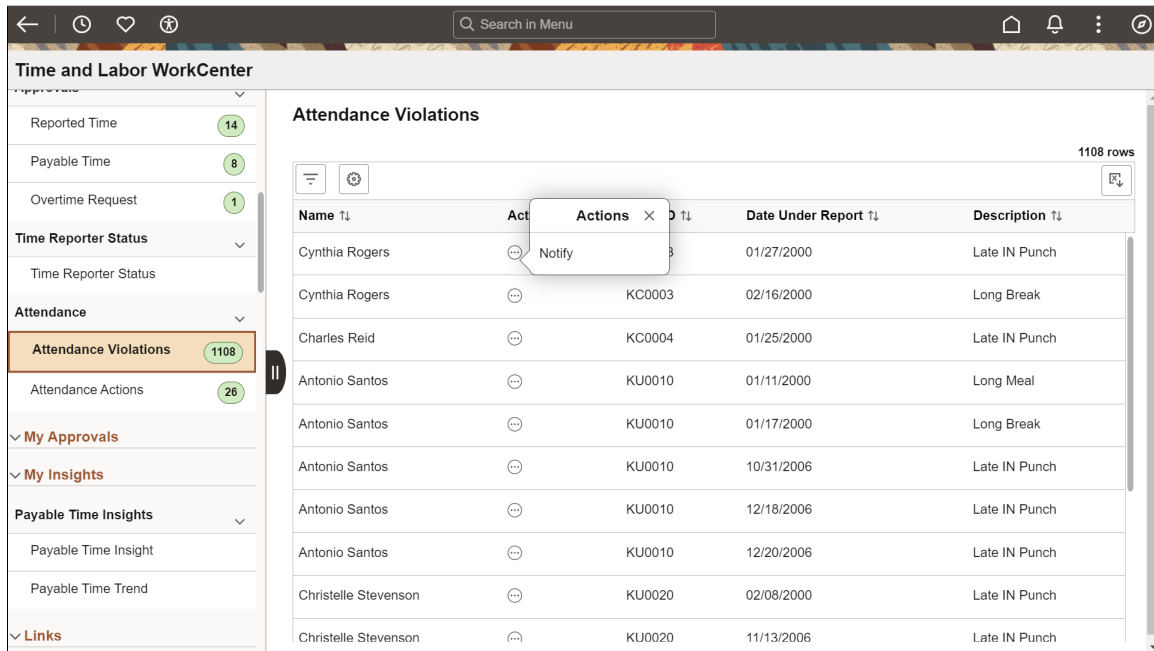 Search in Menu
Time and Labor WorkCenter
Approvals
Reported Time 14
Payable Time 8
Overtime Request 1
Time Reporter Status
Time Reporter Status
Attendance
Attendance Violations 1108
Attendance Actions 26
My Approvals
My Insights
Payable Time Insights
Payable Time Insight
Payable Time Trend
Links
Attendance Violations
1108 rows
Name Act D Date Under Report Description
Actions
Notify
Cynthia Rogers 01/27/2000 Late IN Punch
Cynthia Rogers KC0003 02/16/2000 Long Break
Charles Reid KC0004 01/25/2000 Late IN Punch
Antonio Santos KU0010 01/11/2000 Long Meal
Antonio Santos KU0010 01/17/2000 Long Break
Antonio Santos KU0010 10/31/2006 Late IN Punch
Antonio Santos KU0010 12/18/2006 Late IN Punch
Antonio Santos KU0010 12/20/2006 Late IN Punch
Christelle Stevenson KU0020 02/08/2000 Late IN Punch
Christelle Stevenson KU0020 11/13/2006 Late IN Punch